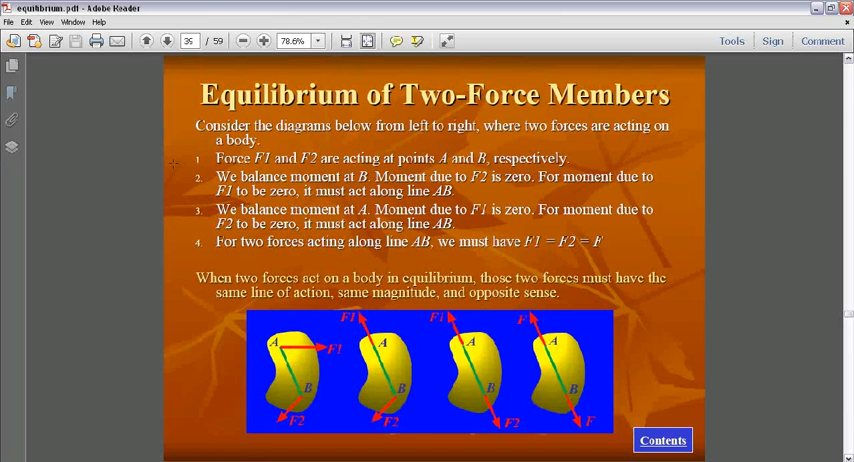 equilibrium.pdf - Adobe Reader
File Edit View Window Help
35 / 59 78.6% Tools Sign Comment
Equilibrium of Two-Force Members
Consider the diagrams below from left to right, where two forces are acting on
a body.
1. Force F1 and F2 are acting at points A and B, respectively.
2. We balance moment at B. Moment due to F2 is zero. For moment due to
F1 to be zero, it must act along line AB.
3. We balance moment at A. Moment due to F1 is zero. For moment due to
F2 to be zero, it must act along line AB.
4. For two forces acting along line AB, we must have F1 = F2 = F
When two forces act on a body in equilibrium, those two forces must have the
same line of action, same magnitude, and opposite sense.
F1 F1 F
A F1 A A A
B B B B
F2 F2 F2 F
Contents